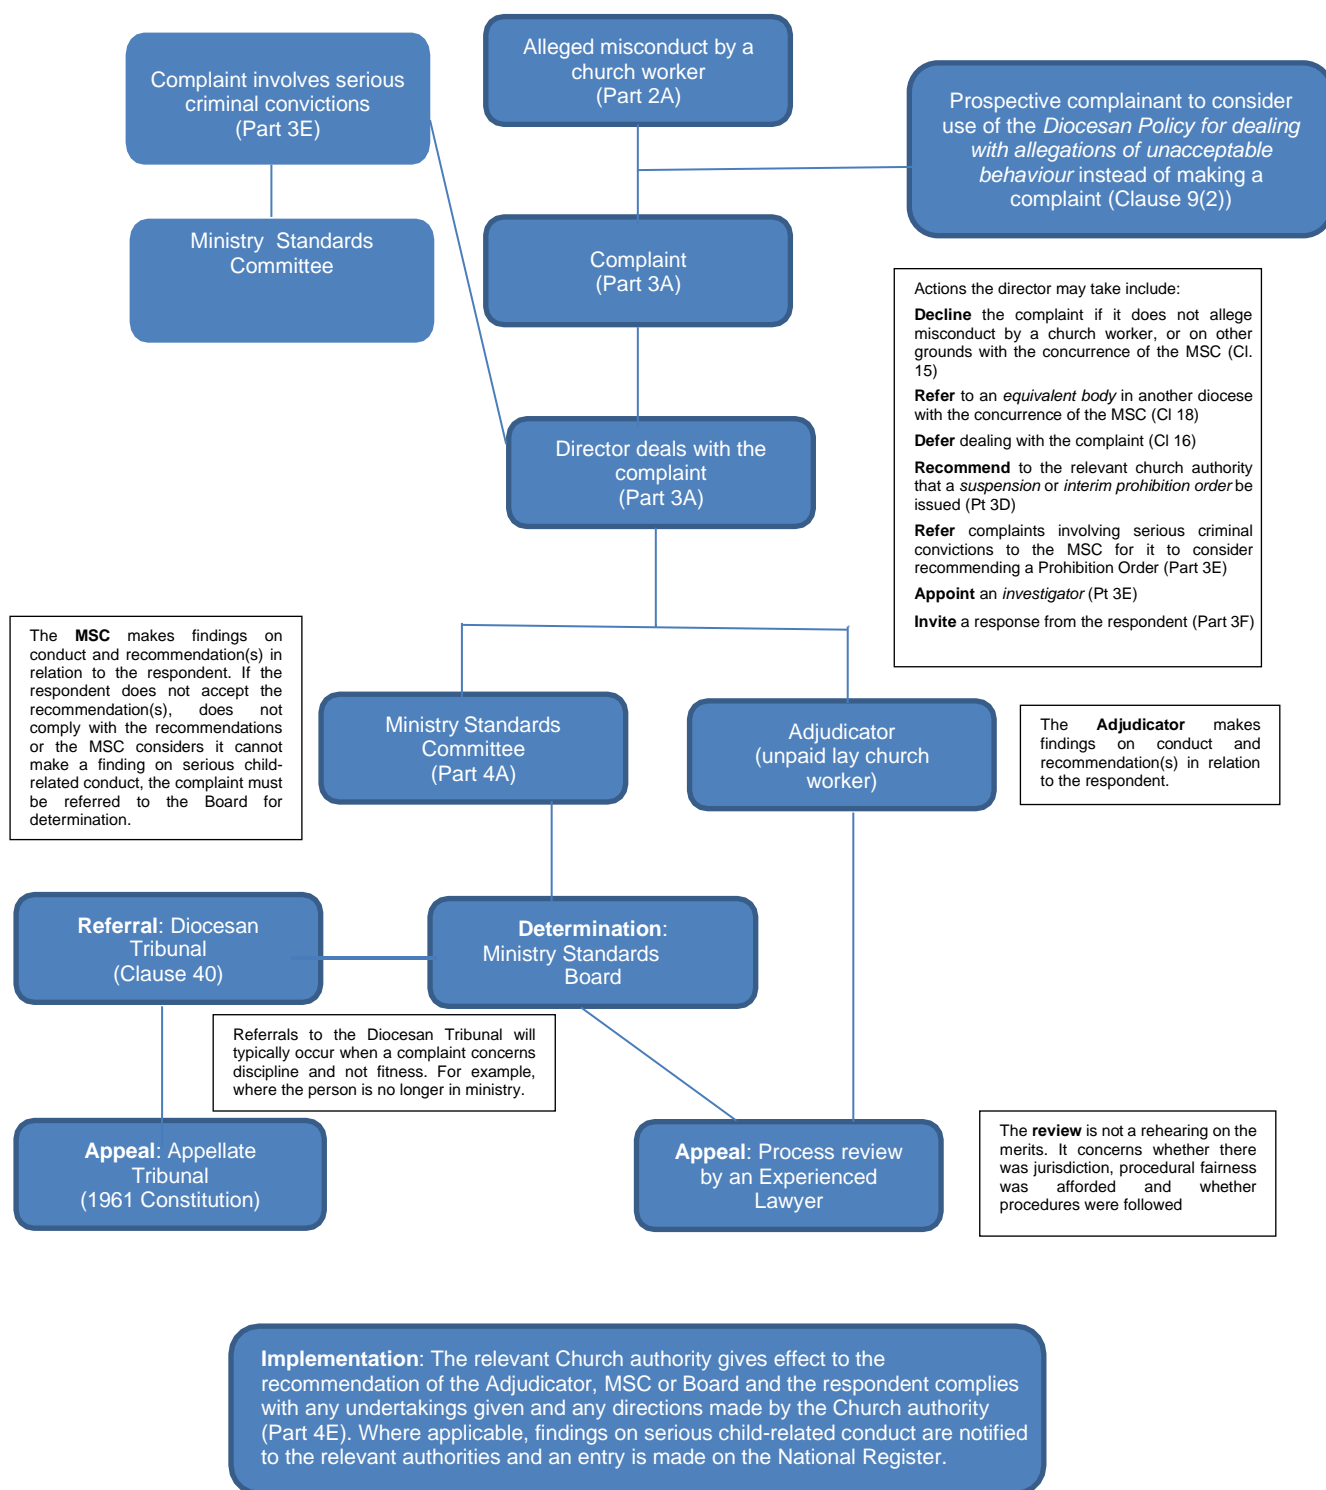 Alleged misconduct by a
church worker
(Part 2A)
Complaint involves serious
criminal convictions
(Part 3E)
Prospective complainant to consider
use of the Diocesan Policy for dealing
with allegations of unacceptable
behaviour instead of making a
complaint (Clause 9(2))
Ministry Standards
Committee
Complaint
(Part 3A)
Actions the director may take include:
Decline the complaint if it does not allege
misconduct by a church worker, or on other
grounds with the concurrence of the MSC (Cl.
15)
Refer to an equivalent body in another diocese
with the concurrence of the MSC (Cl 18)
Defer dealing with the complaint (Cl 16)
Recommend to the relevant church authority
that a suspension or interim prohibition order be
issued (Pt 3D)
Refer complaints involving serious criminal
convictions to the MSC for it to consider
recommending a Prohibition Order (Part 3E)
Appoint an investigator (Pt 3E)
Invite a response from the respondent (Part 3F)
Director deals with the
complaint
(Part 3A)
The MSC makes findings on
conduct and recommendation(s) in
relation to the respondent. If the
respondent does not accept the
recommendation(s), does not
comply with the recommendations
or the MSC considers it cannot
make a finding on serious child-
related conduct, the complaint must
be referred to the Board for
determination.
Ministry Standards
Committee
(Part 4A)
Adjudicator
(unpaid lay church
worker)
The Adjudicator makes
findings on conduct and
recommendation(s) in relation
to the respondent.
Referral: Diocesan
Tribunal
(Clause 40)
Determination:
Ministry Standards
Board
Referrals to the Diocesan Tribunal will
typically occur when a complaint concerns
discipline and not fitness. For example,
where the person is no longer in ministry.
Appeal: Appellate
Tribunal
(1961 Constitution)
Appeal: Process review
by an Experienced
Lawyer
The review is not a rehearing on the
merits. It concerns whether there
was jurisdiction, procedural fairness
was afforded and whether
procedures were followed
Implementation: The relevant Church authority gives effect to the
recommendation of the Adjudicator, MSC or Board and the respondent complies
with any undertakings given and any directions made by the Church authority
(Part 4E). Where applicable, findings on serious child-related conduct are notified
to the relevant authorities and an entry is made on the National Register.